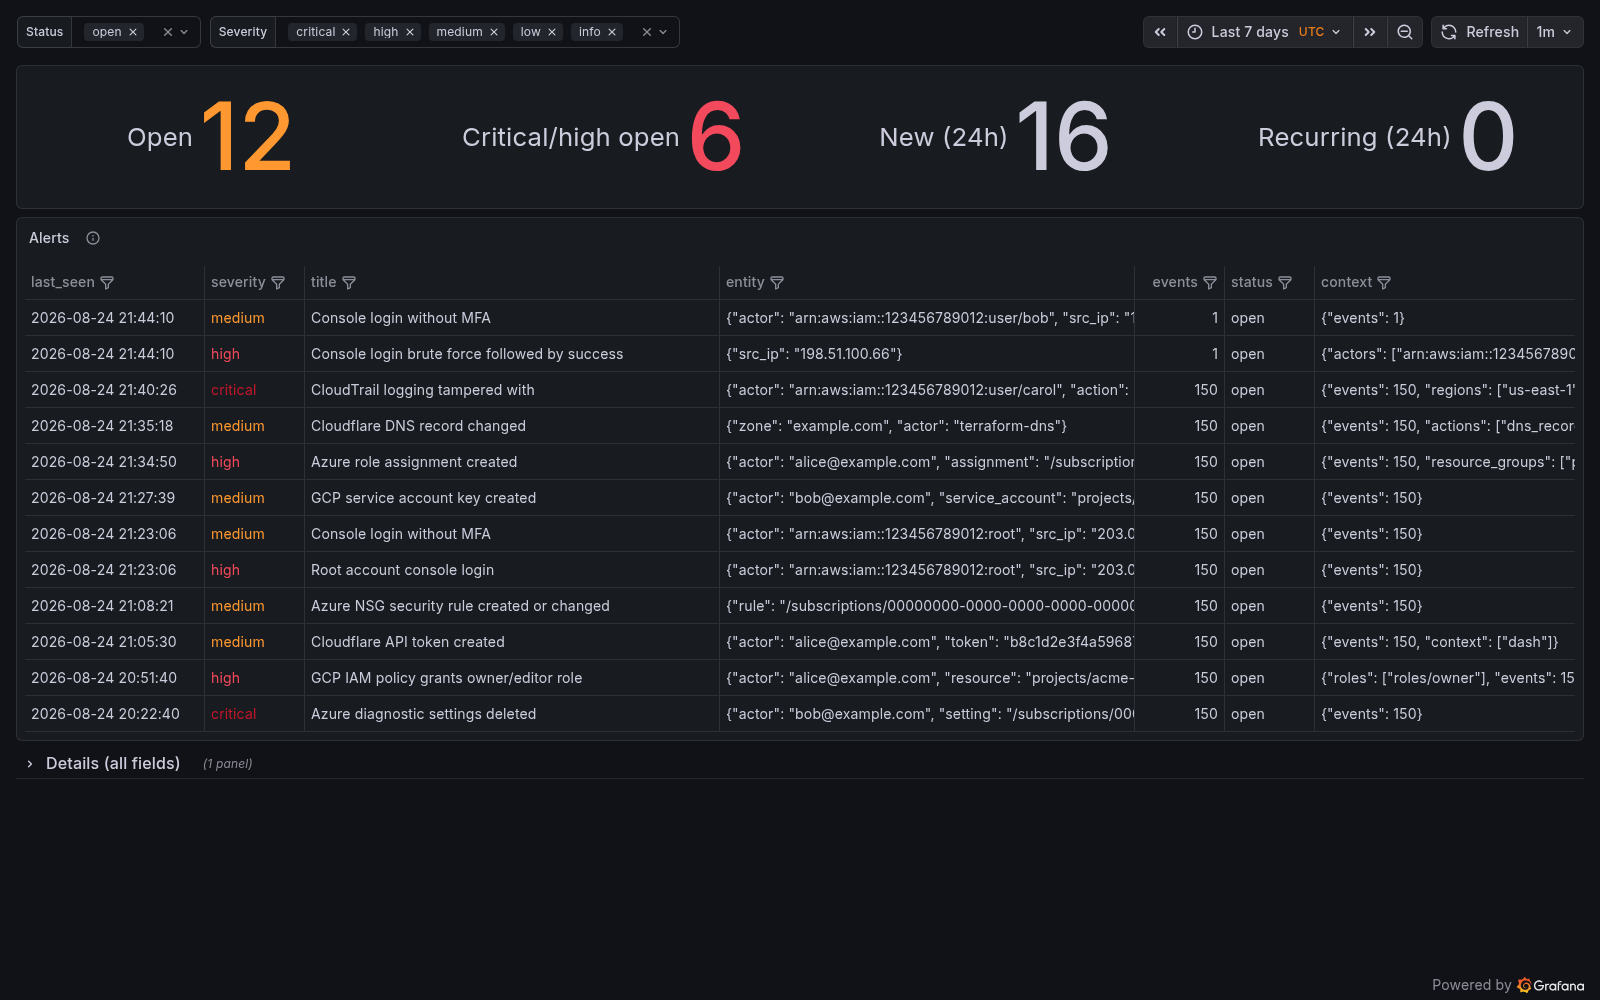 Status open Severity critical high medium low info Last 7 days UTC Refresh 1m
Open 12 Critical/high open 6 New (24h) 16 Recurring (24h) 0
Alerts
last_seen severity title entity events status context
2026-08-24 21:44:10 medium Console login without MFA {"actor": "arn:aws:iam::123456789012:user/bob", "src_ip": "1 1 open {"events": 1}
2026-08-24 21:44:10 high Console login brute force followed by success {"src_ip": "198.51.100.66"} 1 open {"actors": ["arn:aws:iam::1234567890
2026-08-24 21:40:26 critical CloudTrail logging tampered with {"actor": "arn:aws:iam::123456789012:user/carol", "action": 150 open {"events": 150, "regions": ["us-east-1"
2026-08-24 21:35:18 medium Cloudflare DNS record changed {"zone": "example.com", "actor": "terraform-dns"} 150 open {"events": 150, "actions": ["dns_recor
2026-08-24 21:34:50 high Azure role assignment created {"actor": "alice@example.com", "assignment": "/subscription 150 open {"events": 150, "resource_groups": ["p
2026-08-24 21:27:39 medium GCP service account key created {"actor": "bob@example.com", "service_account": "projects/ 150 open {"events": 150}
2026-08-24 21:23:06 medium Console login without MFA {"actor": "arn:aws:iam::123456789012:root", "src_ip": "203.0 150 open {"events": 150}
2026-08-24 21:23:06 high Root account console login {"actor": "arn:aws:iam::123456789012:root", "src_ip": "203.0 150 open {"events": 150}
2026-08-24 21:08:21 medium Azure NSG security rule created or changed {"rule": "/subscriptions/00000000-0000-0000-0000-00000 150 open {"events": 150}
2026-08-24 21:05:30 medium Cloudflare API token created {"actor": "alice@example.com", "token": "b8c1d2e3f4a5968 150 open {"events": 150, "context": ["dash"]}
2026-08-24 20:51:40 high GCP IAM policy grants owner/editor role {"actor": "alice@example.com", "resource": "projects/acme- 150 open {"roles": ["roles/owner"], "events": 15
2026-08-24 20:22:40 critical Azure diagnostic settings deleted {"actor": "bob@example.com", "setting": "/subscriptions/000 150 open {"events": 150}
Details (all fields) (1 panel)
Powered by Grafana